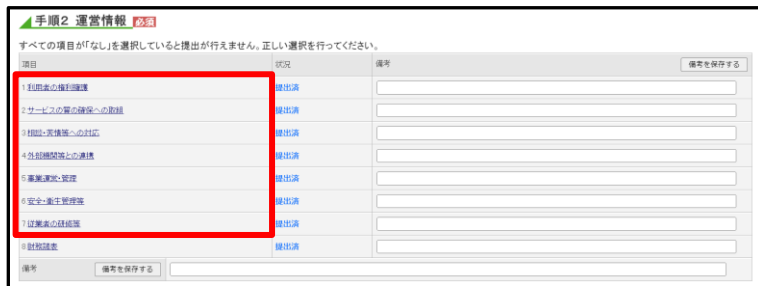 手順2 運営情報 必須
すべての項目が「なし」を選択していると提出が行えません。正しい選択を行ってください。
項目 状況 備考 備考を保存する
1.利用者の権利擁護 提出済
2.サービスの質の確保への取組 提出済
3.相談・苦情等への対応 提出済
4.外部機関等との連携 提出済
5.事業運営・管理 提出済
6.安全・衛生管理等 提出済
7.従業者の研修等 提出済
8.財務諸表 提出済
備考 備考を保存する